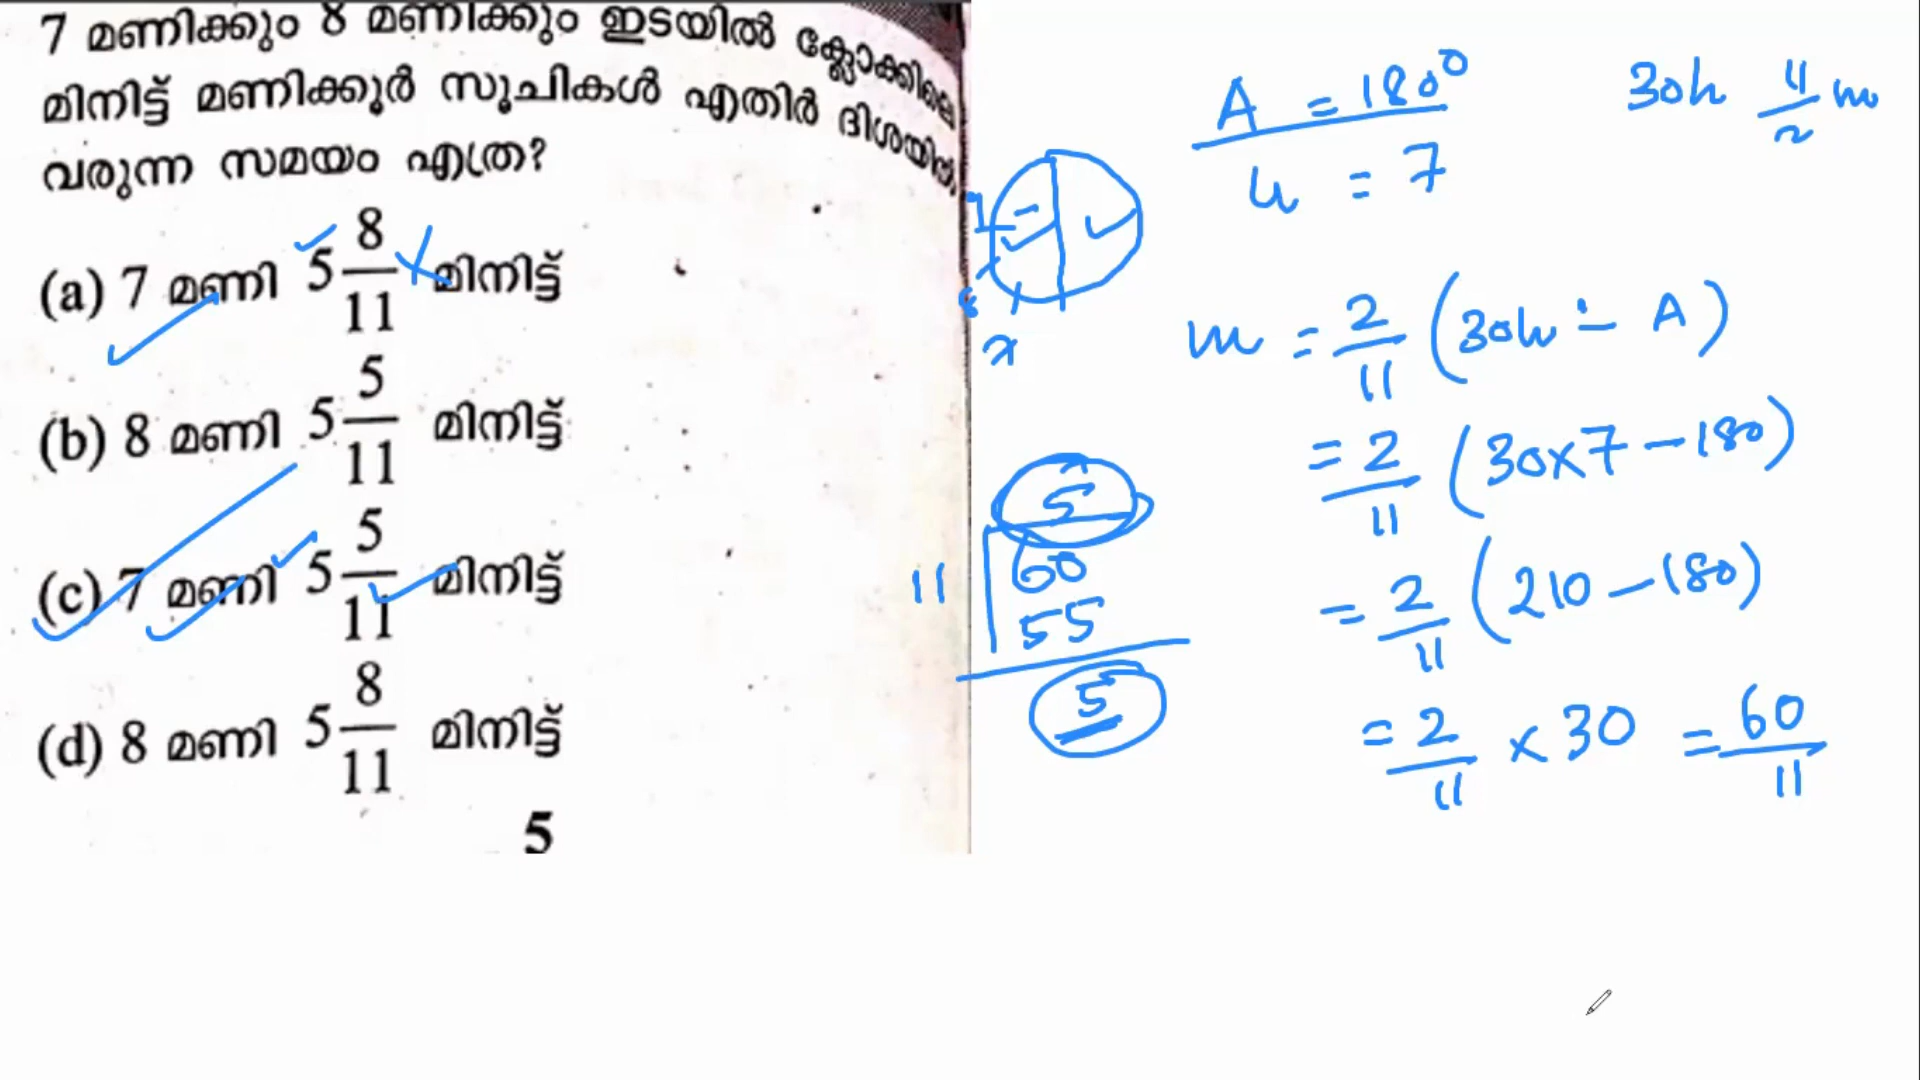 7 മണിക്കും 8 മണിക്കും ഇടയിൽ ക്ലോക്കിലെ
മിനിട്ട് മണിക്കൂർ സൂചികൾ എതിർ ദിശയിൽ
വരുന്ന സമയം എത്ര?
(a) 7 മണി 5 8/11 മിനിട്ട്
(b) 8 മണി 5 5/11 മിനിട്ട്
(c) 7 മണി 5 5/11 മിനിട്ട്
(d) 8 മണി 5 8/11 മിനിട്ട്
5
A = 180°
h = 7
30h 11/2 m
m = 2/11 (30h ± A)
= 2/11 (30×7 - 180)
= 2/11 (210 - 180)
= 2/11 × 30 = 60/11
5
11 60
55
5